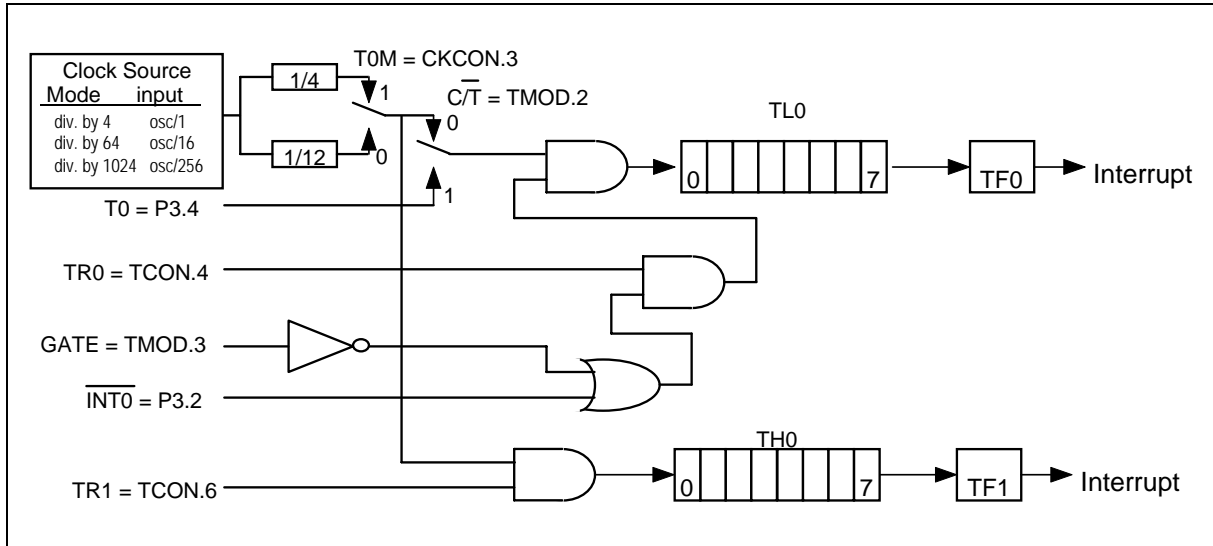 Clock Source
Mode input
div. by 4 osc/1
div. by 64 osc/16
div. by 1024 osc/256
1/4
1/12
T0M = CKCON.3
1
0
C/T̅ = TMOD.2
0
1
T0 = P3.4
TL0
0 7
TF0
Interrupt
TR0 = TCON.4
GATE = TMOD.3
I̅N̅T̅0̅ = P3.2
TR1 = TCON.6
TH0
0 7
TF1
Interrupt